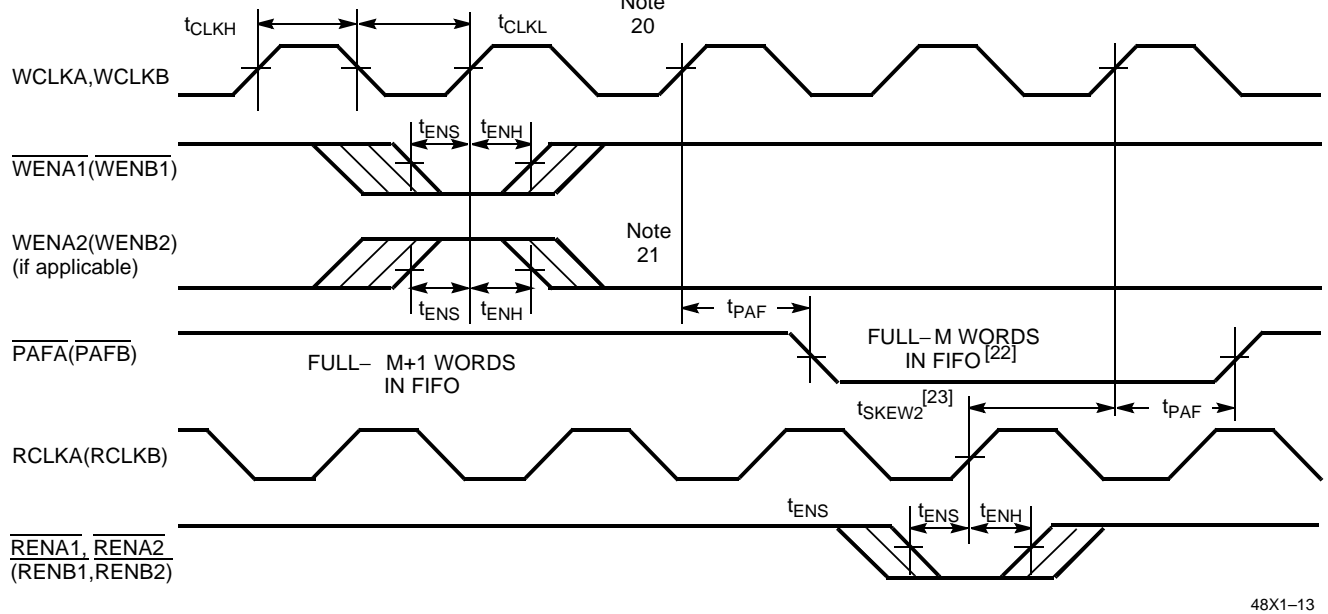 Note
20
tCLKH
tCLKL
WCLKA,WCLKB
tENS
tENH
WENA1(WENB1)
WENA2(WENB2)
(if applicable)
Note
21
tENS
tENH
tPAF
PAFA(PAFB)
FULL– M+1 WORDS
IN FIFO
FULL–M WORDS
IN FIFO[22]
tSKEW2[23]
tPAF
RCLKA(RCLKB)
tENS
tENS
tENH
RENA1, RENA2
(RENB1,RENB2)
48X1–13